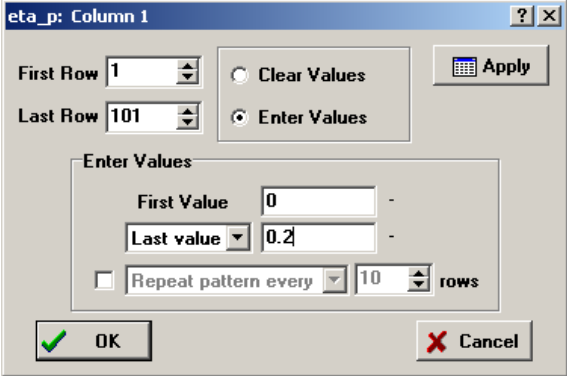 eta_p: Column 1
First Row 1
Last Row 101
Clear Values
Enter Values
Apply
Enter Values
First Value 0 -
Last value 0.2 -
Repeat pattern every 10 rows
OK
Cancel